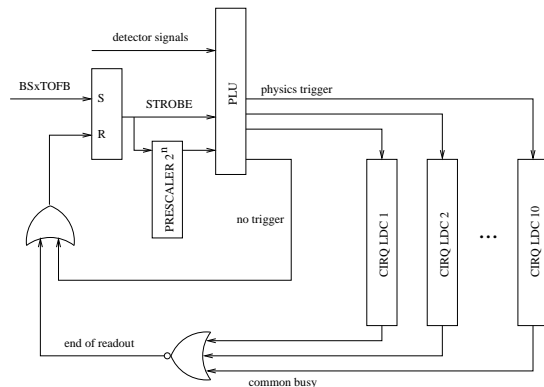 detector signals
BSxTOFB
S
R
STROBE
PRESCALER 2^n
PLU
physics trigger
no trigger
CIRQ LDC 1
CIRQ LDC 2
...
CIRQ LDC 10
end of readout
common busy